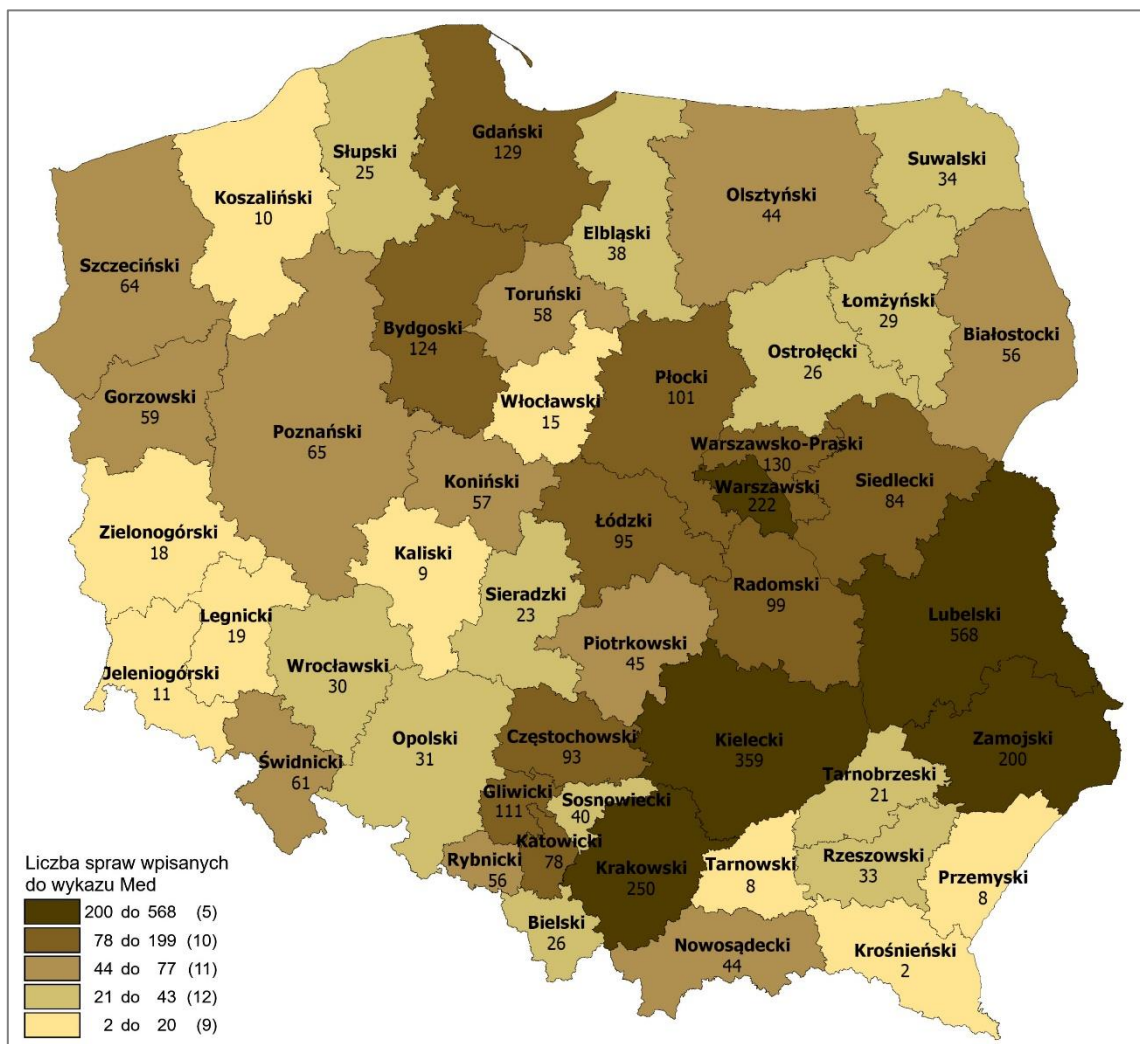 Gdański
129
Słupski
25
Koszaliński
10
Suwalski
34
Olsztyński
44
Elbląski
38
Szczeciński
64
Toruński
58
Łomżyński
29
Bydgoski
124
Białostocki
56
Ostrołęcki
26
Płocki
101
Gorzowski
59
Włocławski
15
Poznański
65
Warszawsko-Praski
130
Koniński
57
Warszawski
222
Siedlecki
84
Łódzki
95
Zielonogórski
18
Kaliski
9
Radomski
99
Sieradzki
23
Legnicki
19
Lubelski
568
Piotrkowski
45
Wrocławski
30
Jeleniogórski
11
Opolski
31
Częstochowski
93
Kielecki
359
Zamojski
200
Świdnicki
61
Tarnobrzeski
21
Gliwicki
111
Sosnowiecki
40
Katowicki
78
Rybnicki
56
Krakowski
250
Tarnowski
8
Rzeszowski
33
Przemyski
8
Bielski
26
Nowosądecki
44
Krośnieński
2
Liczba spraw wpisanych
do wykazu Med
200 do 568 (5)
78 do 199 (10)
44 do 77 (11)
21 do 43 (12)
2 do 20 (9)